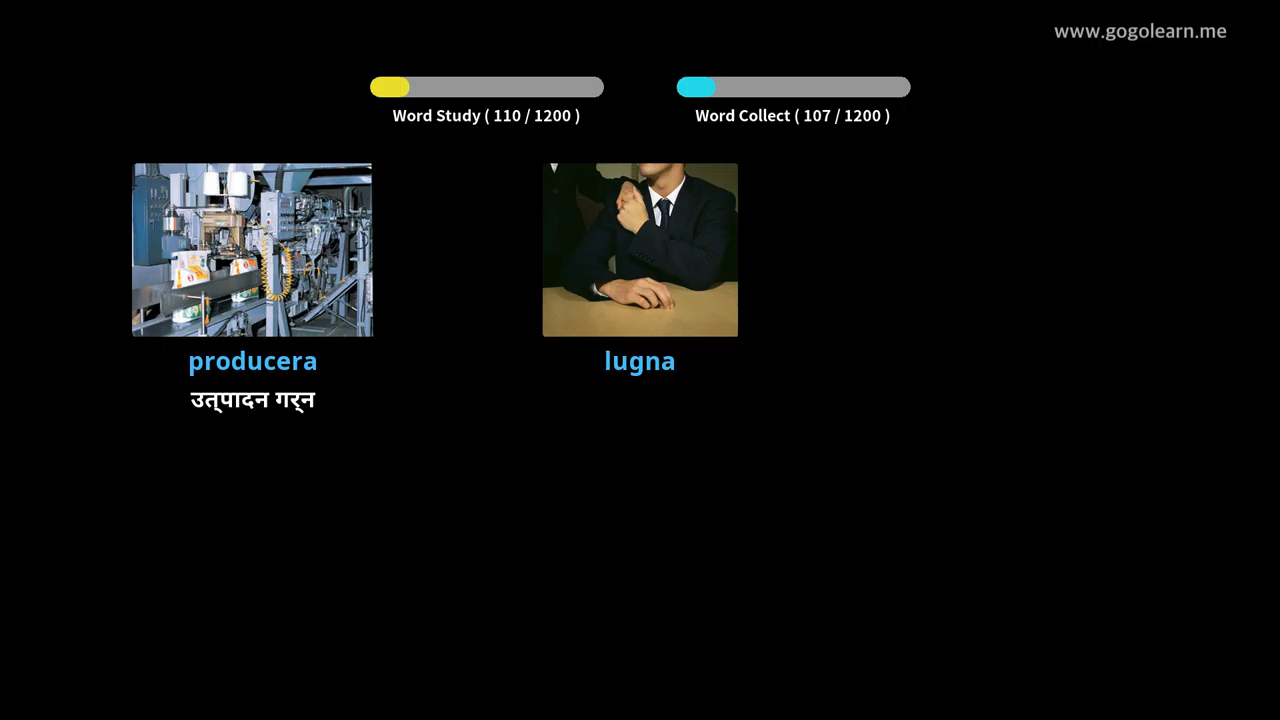 www.gogolearn.me
Word Study ( 110 / 1200 )
Word Collect ( 107 / 1200 )
producera
lugna
उत्पादन गर्न